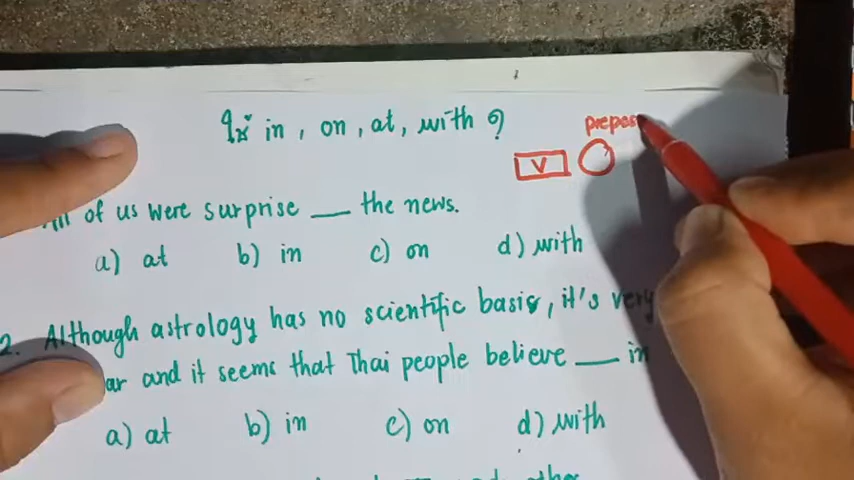 ใช้ in, on, at, with ?
prepos
V
of us were surprise ___ the news.
a) at b) in c) on d) with
2. Although astrology has no scientific basis, it's very
and it seems that Thai people believe ___ in
a) at b) in c) on d) with